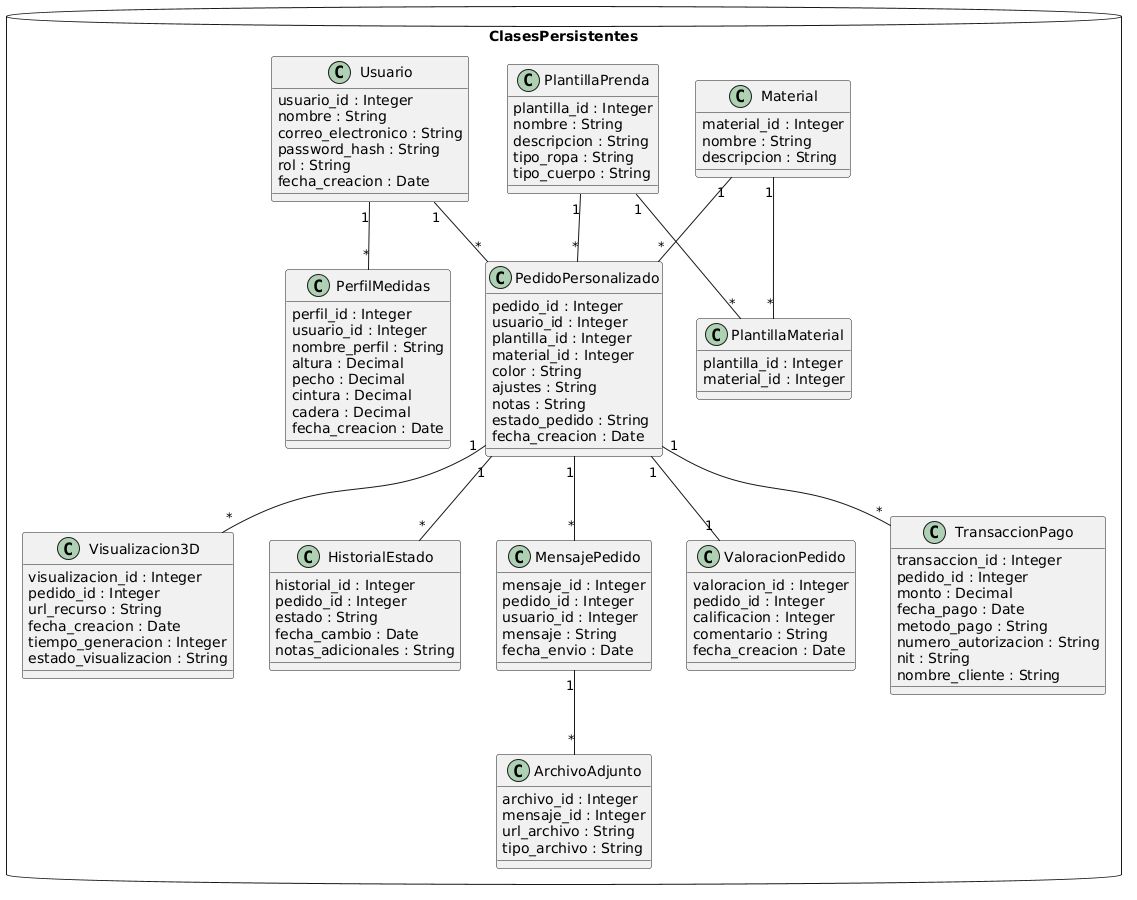 ClasesPersistentes
C Usuario
usuario_id : Integer
nombre : String
correo_electronico : String
password_hash : String
rol : String
fecha_creacion : Date
C PlantillaPrenda
plantilla_id : Integer
nombre : String
descripcion : String
tipo_ropa : String
tipo_cuerpo : String
C Material
material_id : Integer
nombre : String
descripcion : String
1
*
1
*
1
*
1
*
1
*
1
*
C PerfilMedidas
perfil_id : Integer
usuario_id : Integer
nombre_perfil : String
altura : Decimal
pecho : Decimal
cintura : Decimal
cadera : Decimal
fecha_creacion : Date
C PedidoPersonalizado
pedido_id : Integer
usuario_id : Integer
plantilla_id : Integer
material_id : Integer
color : String
ajustes : String
notas : String
estado_pedido : String
fecha_creacion : Date
C PlantillaMaterial
plantilla_id : Integer
material_id : Integer
1
*
1
*
1
*
1
1
1
*
C Visualizacion3D
visualizacion_id : Integer
pedido_id : Integer
url_recurso : String
fecha_creacion : Date
tiempo_generacion : Integer
estado_visualizacion : String
C HistorialEstado
historial_id : Integer
pedido_id : Integer
estado : String
fecha_cambio : Date
notas_adicionales : String
C MensajePedido
mensaje_id : Integer
pedido_id : Integer
usuario_id : Integer
mensaje : String
fecha_envio : Date
C ValoracionPedido
valoracion_id : Integer
pedido_id : Integer
calificacion : Integer
comentario : String
fecha_creacion : Date
C TransaccionPago
transaccion_id : Integer
pedido_id : Integer
monto : Decimal
fecha_pago : Date
metodo_pago : String
numero_autorizacion : String
nit : String
nombre_cliente : String
1
*
C ArchivoAdjunto
archivo_id : Integer
mensaje_id : Integer
url_archivo : String
tipo_archivo : String